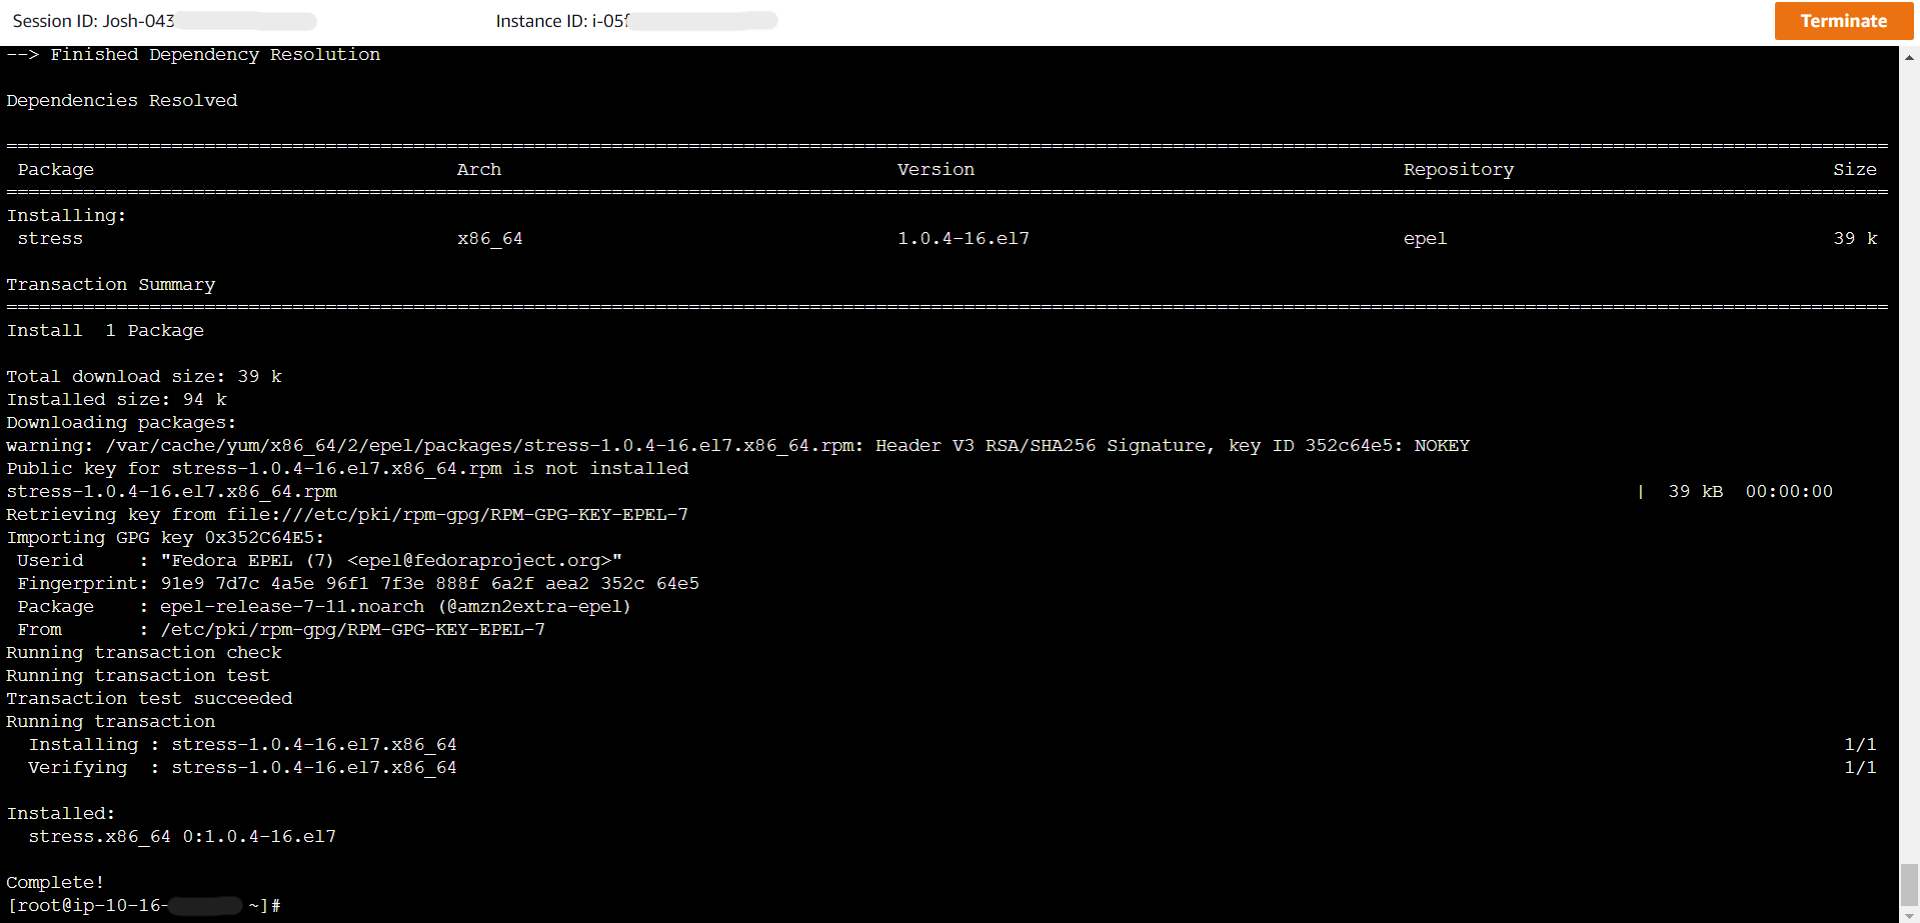 Session ID: Josh-043 Instance ID: i-05f Terminate
--> Finished Dependency Resolution
Dependencies Resolved
================================================================================
Package Arch Version Repository Size
================================================================================
Installing:
stress x86_64 1.0.4-16.el7 epel 39 k
Transaction Summary
================================================================================
Install 1 Package
Total download size: 39 k
Installed size: 94 k
Downloading packages:
warning: /var/cache/yum/x86_64/2/epel/packages/stress-1.0.4-16.el7.x86_64.rpm: Header V3 RSA/SHA256 Signature, key ID 352c64e5: NOKEY
Public key for stress-1.0.4-16.el7.x86_64.rpm is not installed
stress-1.0.4-16.el7.x86_64.rpm | 39 kB 00:00:00
Retrieving key from file:///etc/pki/rpm-gpg/RPM-GPG-KEY-EPEL-7
Importing GPG key 0x352C64E5:
Userid : "Fedora EPEL (7) <epel@fedoraproject.org>"
Fingerprint: 91e9 7d7c 4a5e 96f1 7f3e 888f 6a2f aea2 352c 64e5
Package : epel-release-7-11.noarch (@amzn2extra-epel)
From : /etc/pki/rpm-gpg/RPM-GPG-KEY-EPEL-7
Running transaction check
Running transaction test
Transaction test succeeded
Running transaction
Installing : stress-1.0.4-16.el7.x86_64 1/1
Verifying : stress-1.0.4-16.el7.x86_64 1/1
Installed:
stress.x86_64 0:1.0.4-16.el7
Complete!
[root@ip-10-16- ~]#